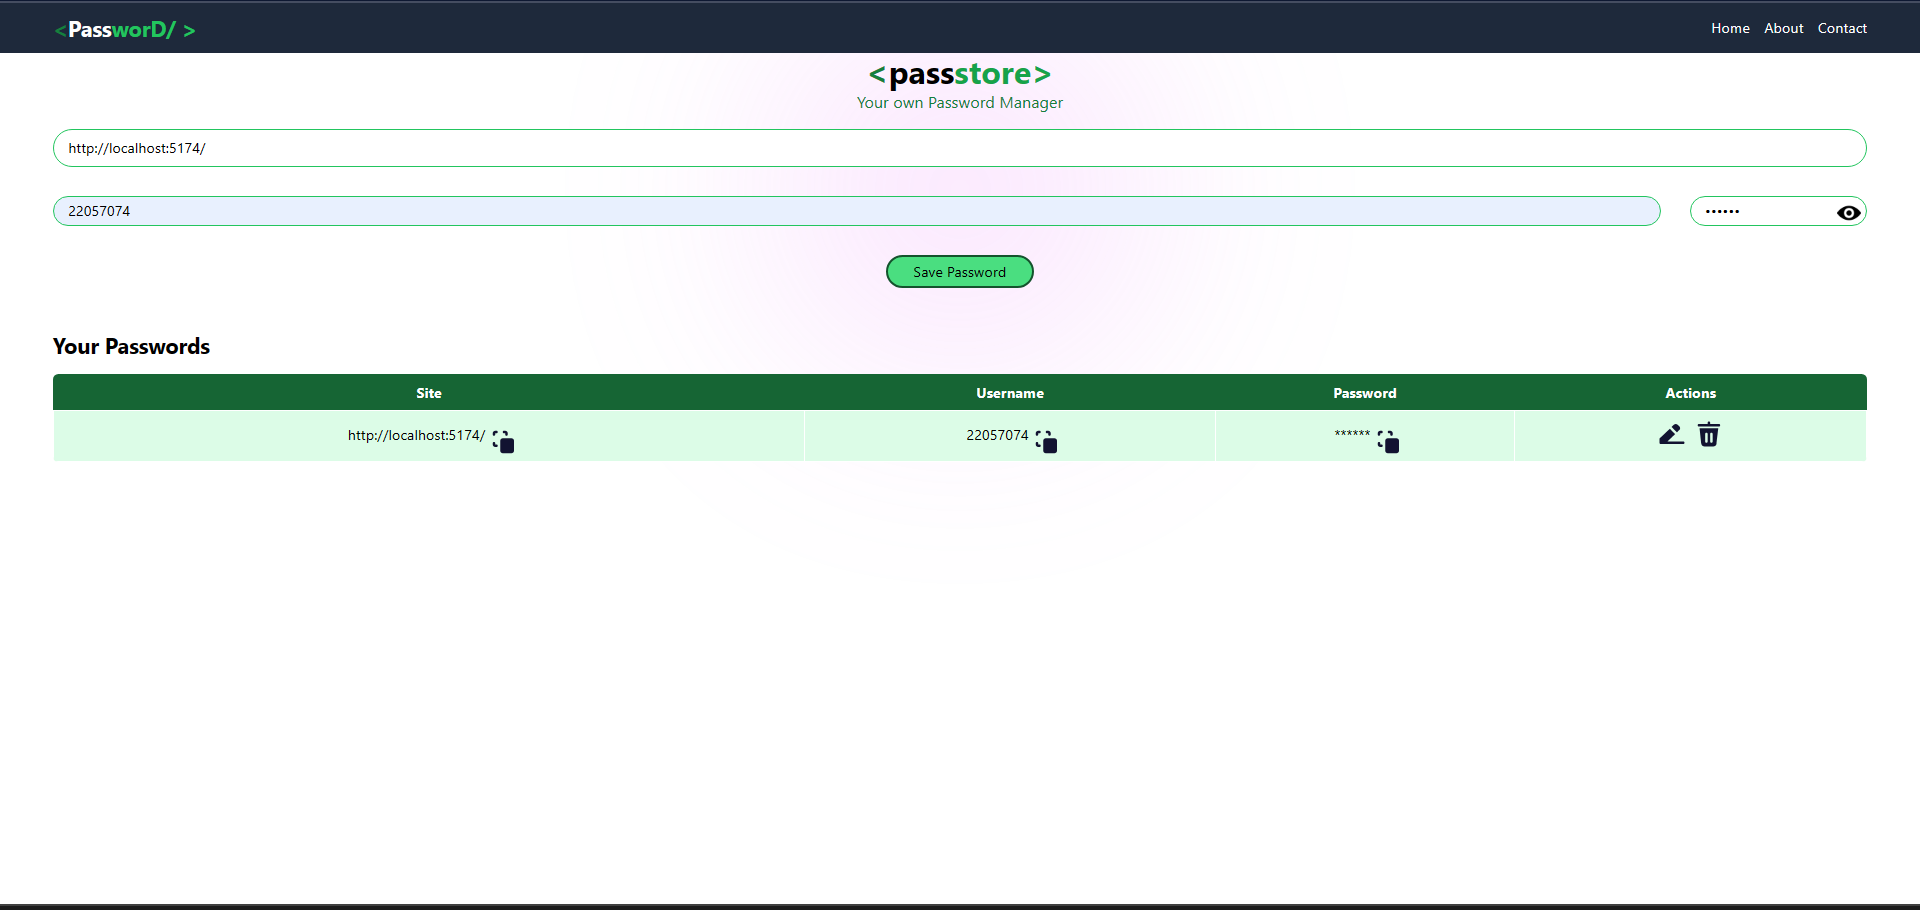 <PassworD/ > Home About Contact
<passstore>
Your own Password Manager
http://localhost:5174/
22057074 ••••••
Save Password
Your Passwords
Site Username Password Actions
http://localhost:5174/ 22057074 ******